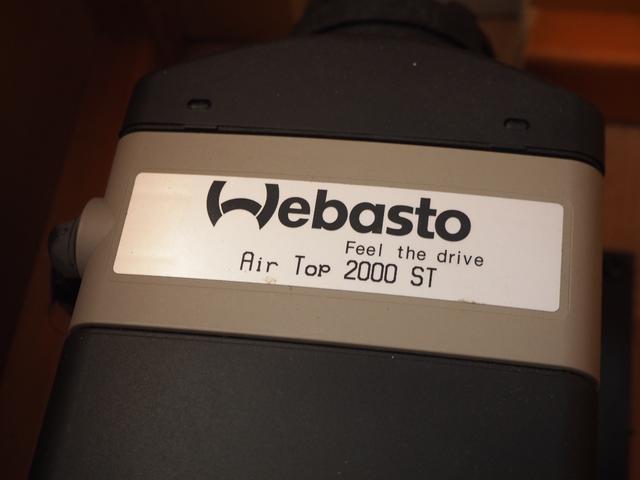 Webasto
Feel the drive
Air Top 2000 ST